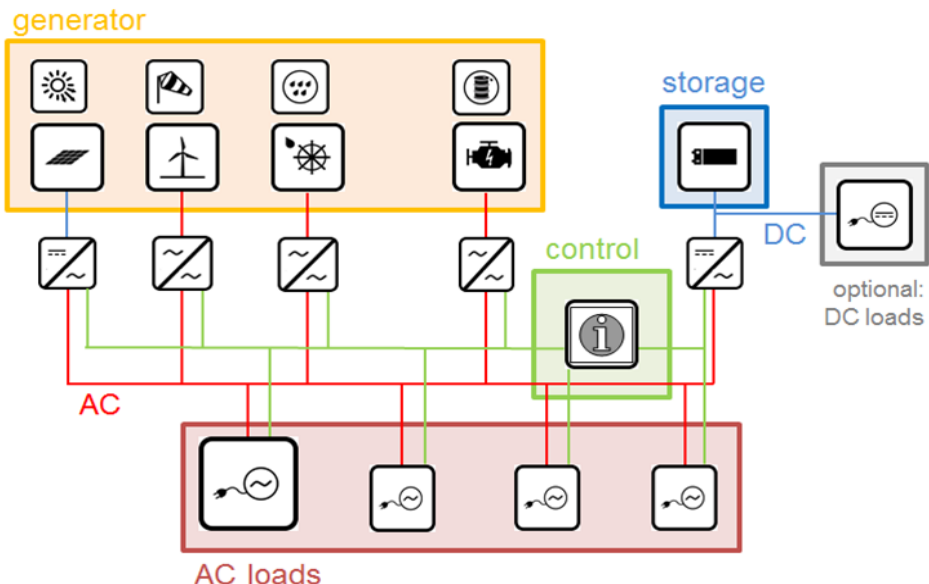 generator
storage
DC
control
optional:
DC loads
AC
AC loads